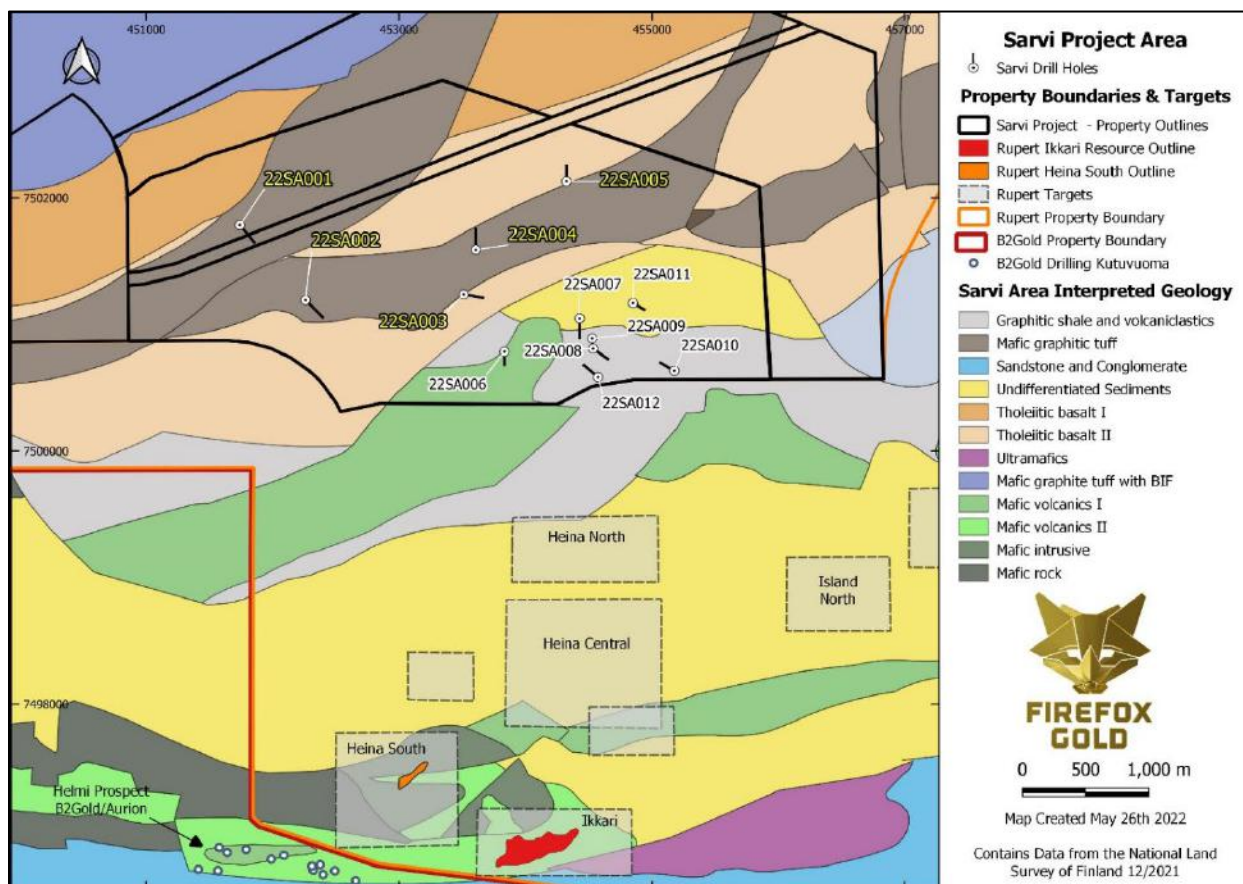 451000
453000
455000
457000
7502000
7500000
7498000
22SA001
22SA002
22SA005
22SA004
22SA003
22SA007
22SA011
22SA009
22SA008
22SA010
22SA006
22SA012
Heina North
Island
North
Heina Central
Heina South
Helmi Prospect
B2Gold/Aurion
Ikkari
Sarvi Project Area
Sarvi Drill Holes
Property Boundaries & Targets
Sarvi Project - Property Outlines
Rupert Ikkari Resource Outline
Rupert Heina South Outline
Rupert Targets
Rupert Property Boundary
B2Gold Property Boundary
B2Gold Drilling Kutuvuoma
Sarvi Area Interpreted Geology
Graphitic shale and volcaniclastics
Mafic graphitic tuff
Sandstone and Conglomerate
Undifferentiated Sediments
Tholeiitic basalt I
Tholeiitic basalt II
Ultramafics
Mafic graphite tuff with BIF
Mafic volcanics I
Mafic volcanics II
Mafic intrusive
Mafic rock
FIREFOX
GOLD
0 500 1,000 m
Map Created May 26th 2022
Contains Data from the National Land
Survey of Finland 12/2021